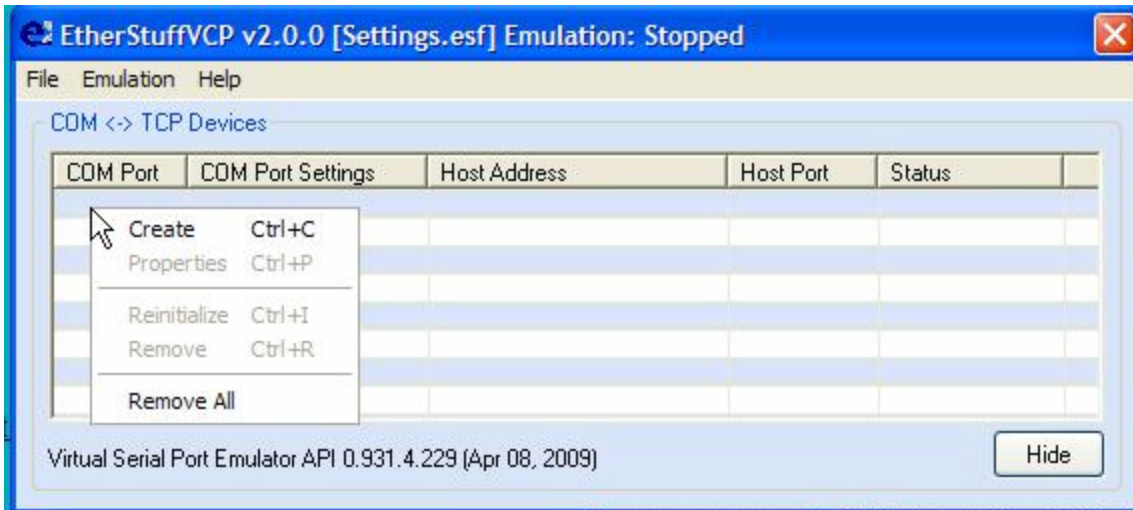 EtherStuffVCP v2.0.0 [Settings.esf] Emulation: Stopped
File Emulation Help
COM <-> TCP Devices
COM Port COM Port Settings Host Address Host Port Status
Create Ctrl+C
Properties Ctrl+P
Reinitialize Ctrl+I
Remove Ctrl+R
Remove All
Virtual Serial Port Emulator API 0.931.4.229 (Apr 08, 2009)
Hide